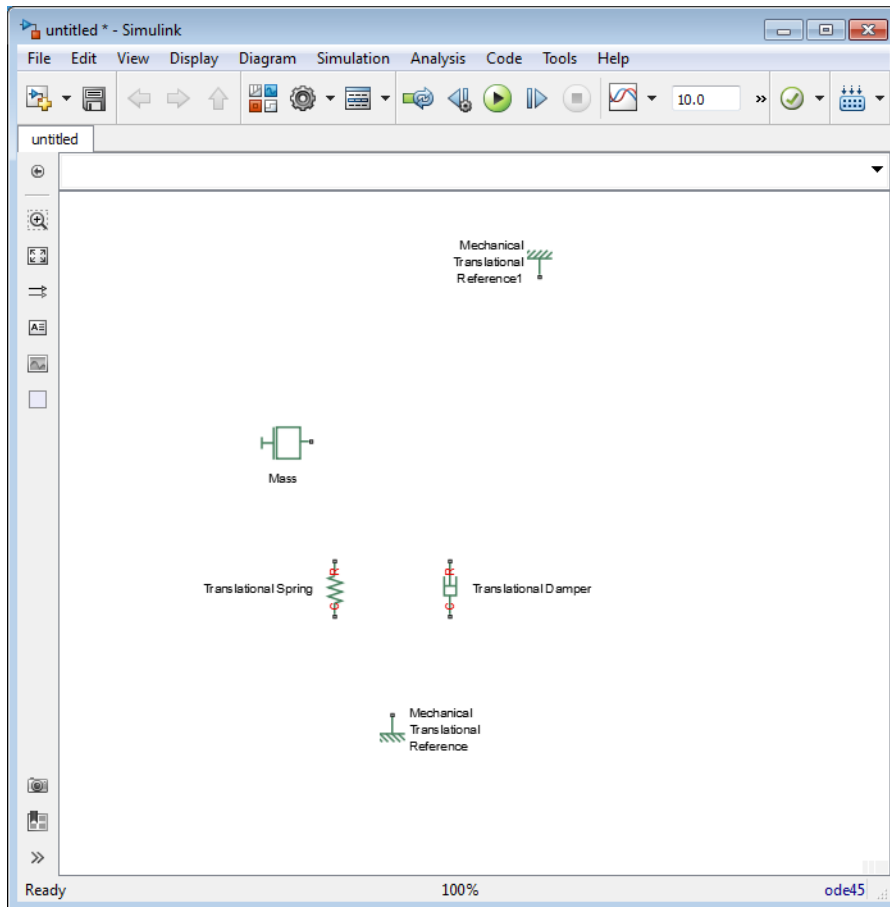 untitled * - Simulink
File Edit View Display Diagram Simulation Analysis Code Tools Help
10.0 »
untitled
Mechanical
Translational
Reference1
Mass
Translational Spring
R
C
R
C
Translational Damper
Mechanical
Translational
Reference
Ready 100% ode45